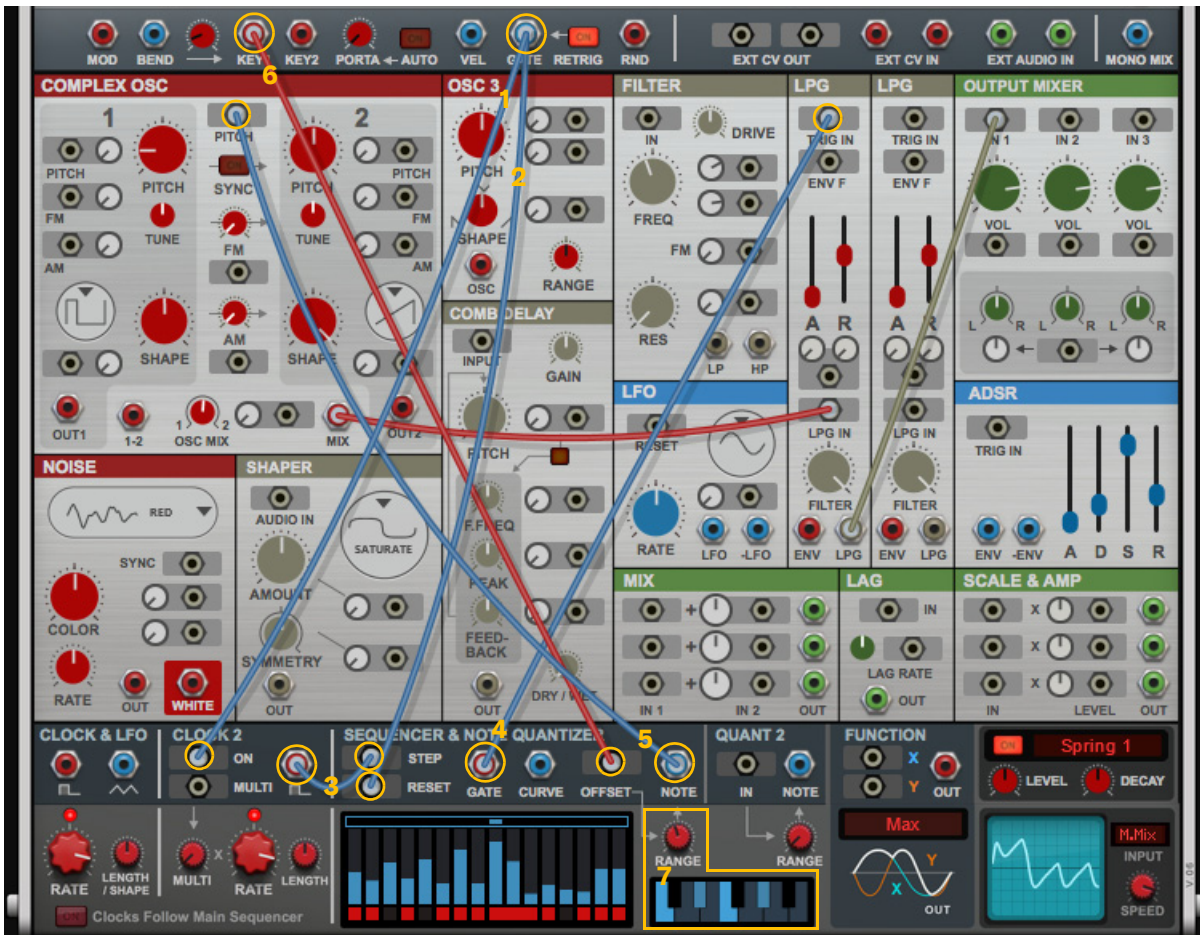 MOD BEND KEY KEY2 PORTA AUTO VEL GATE RETRIG ON RND EXT CV OUT EXT CV IN EXT AUDIO IN MONO MIX
6
COMPLEX OSC
1 2
PITCH
PITCH
PITCH
PITCH
PITCH
ON
SYNC
FM
TUNE
TUNE
FM
FM
AM
AM
AM
SHAPE
SHAPE
OUT1
1-2
1 2
OSC MIX
MIX
OUT2
OSC 3
1
2
PITCH
SHAPE
OSC
RANGE
COMB DELAY
INPUT
GAIN
PITCH
F.FREQ
PEAK
FEED-
BACK
OUT
DRY / WET
FILTER
IN
DRIVE
FREQ
FM
RES
LP HP
LFO
RESET
RATE
LFO -LFO
LPG
TRIG IN
ENV F
A R
LPG IN
FILTER
ENV LPG
LPG
TRIG IN
ENV F
A R
LPG IN
FILTER
ENV LPG
OUTPUT MIXER
IN 1 IN 2 IN 3
VOL VOL VOL
L R L R L R
ADSR
TRIG IN
ENV -ENV A D S R
NOISE
RED
SYNC
COLOR
RATE
OUT
WHITE
SHAPER
AUDIO IN
SATURATE
AMOUNT
SYMMETRY
OUT
MIX
+
+
+
IN 1 IN 2 OUT
LAG
IN
LAG RATE
OUT
SCALE & AMP
X
X
X
IN LEVEL OUT
CLOCK & LFO
CLOCK 2
ON
MULTI
3
SEQUENCER & NOTE QUANTIZER
STEP
RESET
4
GATE CURVE OFFSET
5
NOTE
QUANT 2
IN NOTE
FUNCTION
X
Y
OUT
ON Spring 1
LEVEL DECAY
RATE
LENGTH
/ SHAPE
MULTI
X
RATE
LENGTH
ON Clocks Follow Main Sequencer
RANGE
RANGE
7
Max
Y
X
OUT
M.Mix
INPUT
SPEED
V.06